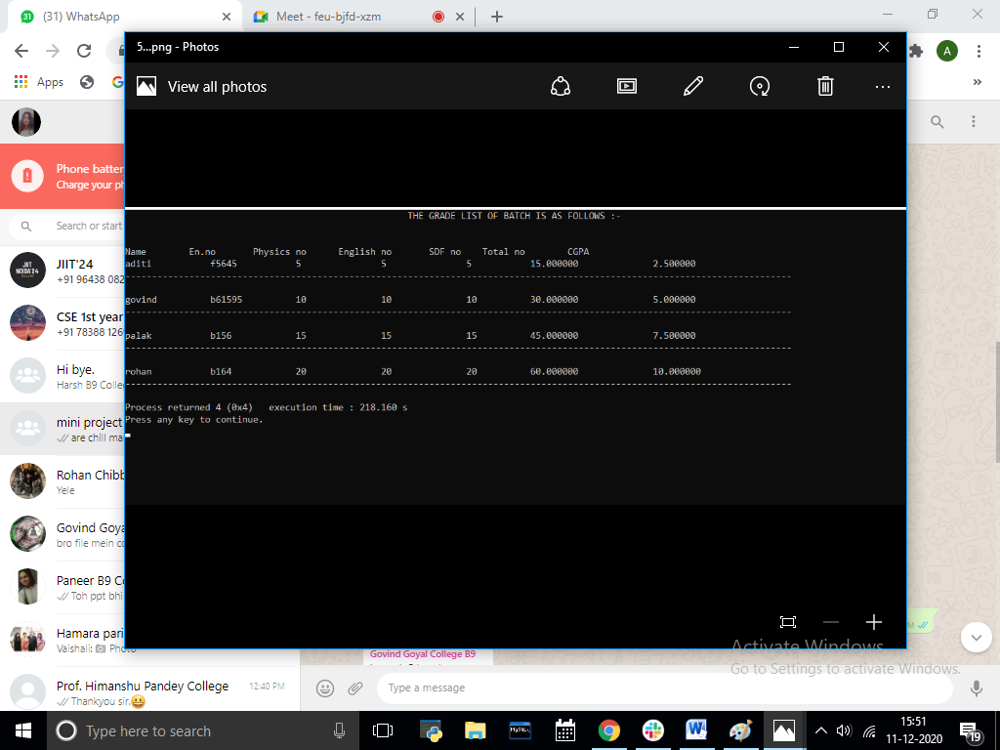 (31) WhatsApp
Meet - feu-bjfd-xzm
5...png - Photos
A
Apps
View all photos
Phone batter
Charge your ph
Search or start
JIIT'24
+91 96438 082
CSE 1st year
+91 78388 126
Hi bye.
Harsh B9 Colle
mini project
are chill ma
Rohan Chibb
Yele
Govind Goya
bro file mein co
Paneer B9 C
Toh ppt bhi
Hamara pari
Vaishali: Photo
Prof. Himanshu Pandey College 12:40 PM
Thankyou sir.😃
THE GRADE LIST OF BATCH IS AS FOLLOWS :-
Name En.no Physics no English no SDF no Total no CGPA
aditi f5645 5 5 5 15.000000 2.500000
govind b61595 10 10 10 30.000000 5.000000
palak b156 15 15 15 45.000000 7.500000
rohan b164 20 20 20 60.000000 10.000000
Process returned 4 (0x4) execution time : 218.160 s
Press any key to continue.
Govind Goyal College B9
Activate Windows
Go to Settings to activate Windows.
Type a message
Type here to search
MySQL
15:51
11-12-2020
19